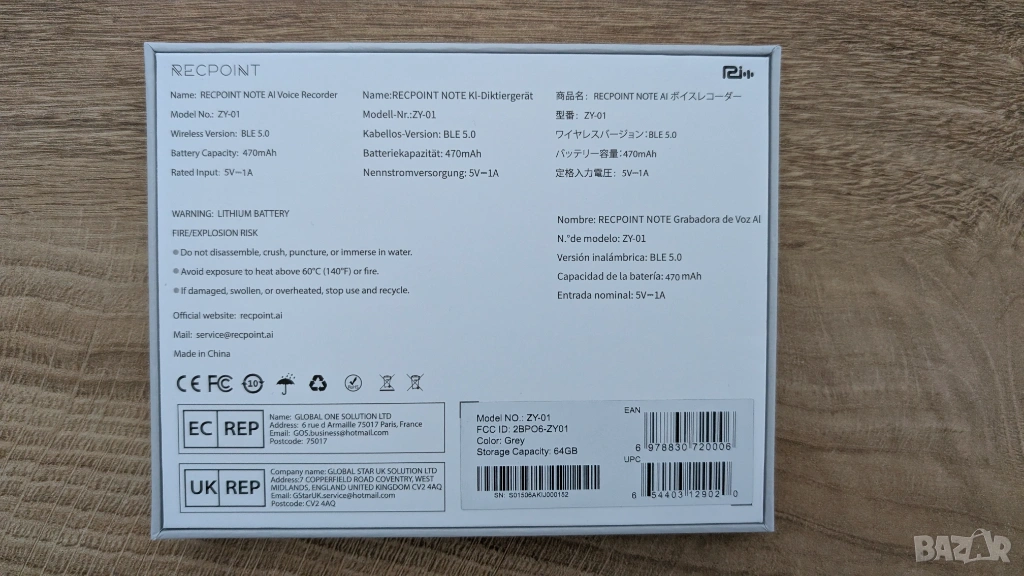 RECPOINT
Name: RECPOINT NOTE AI Voice Recorder
Model No.: ZY-01
Wireless Version: BLE 5.0
Battery Capacity: 470mAh
Rated Input: 5V⎓1A
Name:RECPOINT NOTE KI-Diktiergerät
Modell-Nr.:ZY-01
Kabellos-Version: BLE 5.0
Batteriekapazität: 470mAh
Nennstromversorgung: 5V⎓1A
商品名: RECPOINT NOTE AI ボイスレコーダー
型番: ZY-01
ワイヤレスバージョン:BLE 5.0
バッテリー容量:470mAh
定格入力電圧: 5V⎓1A
WARNING: LITHIUM BATTERY
FIRE/EXPLOSION RISK
Do not disassemble, crush, puncture, or immerse in water.
Avoid exposure to heat above 60°C (140°F) or fire.
If damaged, swollen, or overheated, stop use and recycle.
Official website: recpoint.ai
Mail: service@recpoint.ai
Made in China
Nombre: RECPOINT NOTE Grabadora de Voz AI
N.°de modelo: ZY-01
Versión inalámbrica: BLE 5.0
Capacidad de la batería: 470 mAh
Entrada nominal: 5V⎓1A
CE FC 10
EC REP
Name: GLOBAL ONE SOLUTION LTD
Address: 6 rue d Armaille 75017 Paris, France
Email: GOS.business@hotmail.com
Postcode: 75017
UK REP
Company name: GLOBAL STAR UK SOLUTION LTD
Address:7 COPPERFIELD ROAD COVENTRY, WEST
MIDLANDS, ENGLAND UNITED KINGDOM CV2 4AQ
Email: GStarUK.service@hotmail.com
Postcode: CV2 4AQ
Model NO.: ZY-01
FCC ID: 2BPO6-ZY01
Color: Grey
Storage Capacity: 64GB
SN: S01506AKIJ000152
EAN
6 978830 720006
UPC
6 54403 12902 0
BAZAR